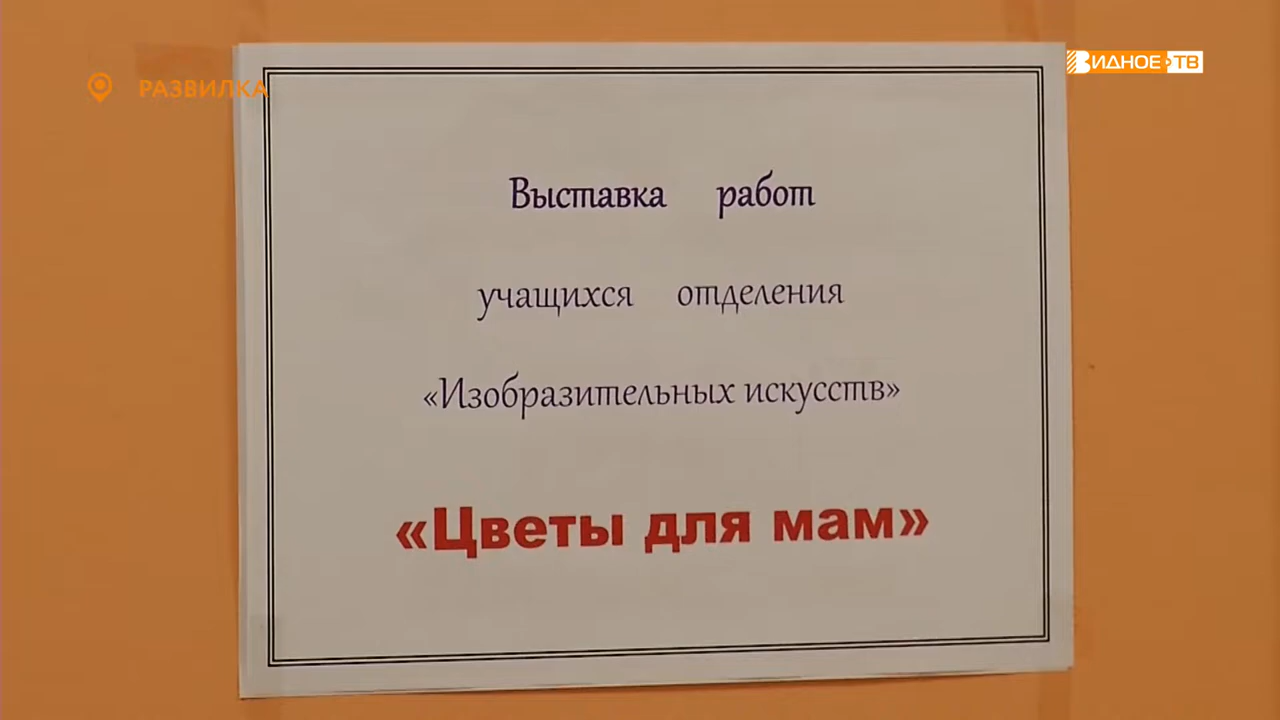 РАЗВИЛКА
ВИДНОЕ ТВ
Выставка работ
учащихся отделения
«Изобразительных искусств»
«Цветы для мам»